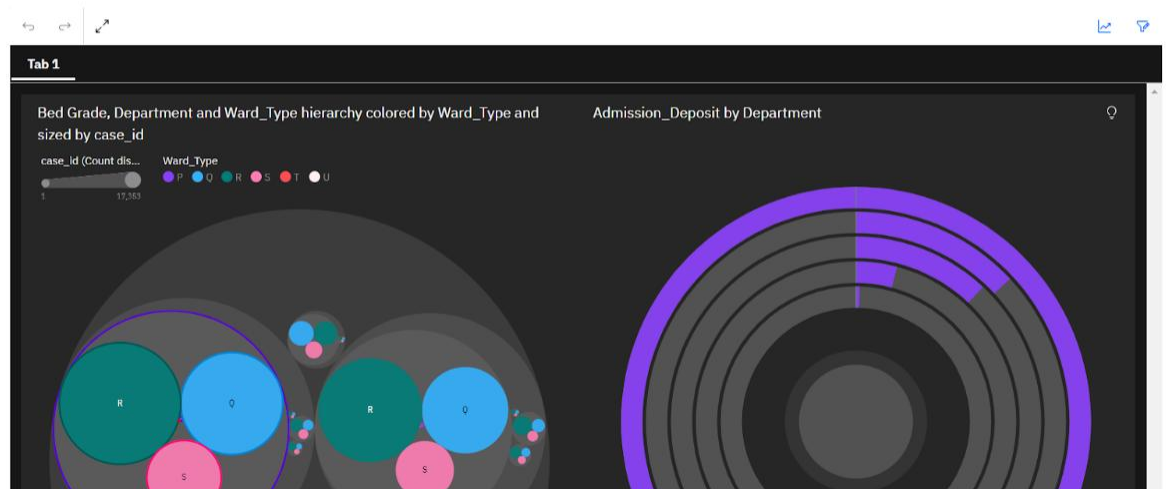 Tab 1
Bed Grade, Department and Ward_Type hierarchy colored by Ward_Type and
sized by case_id
case_id (Count dis...
1 17,353
Ward_Type
P Q R S T U
R Q S
R Q S
Admission_Deposit by Department